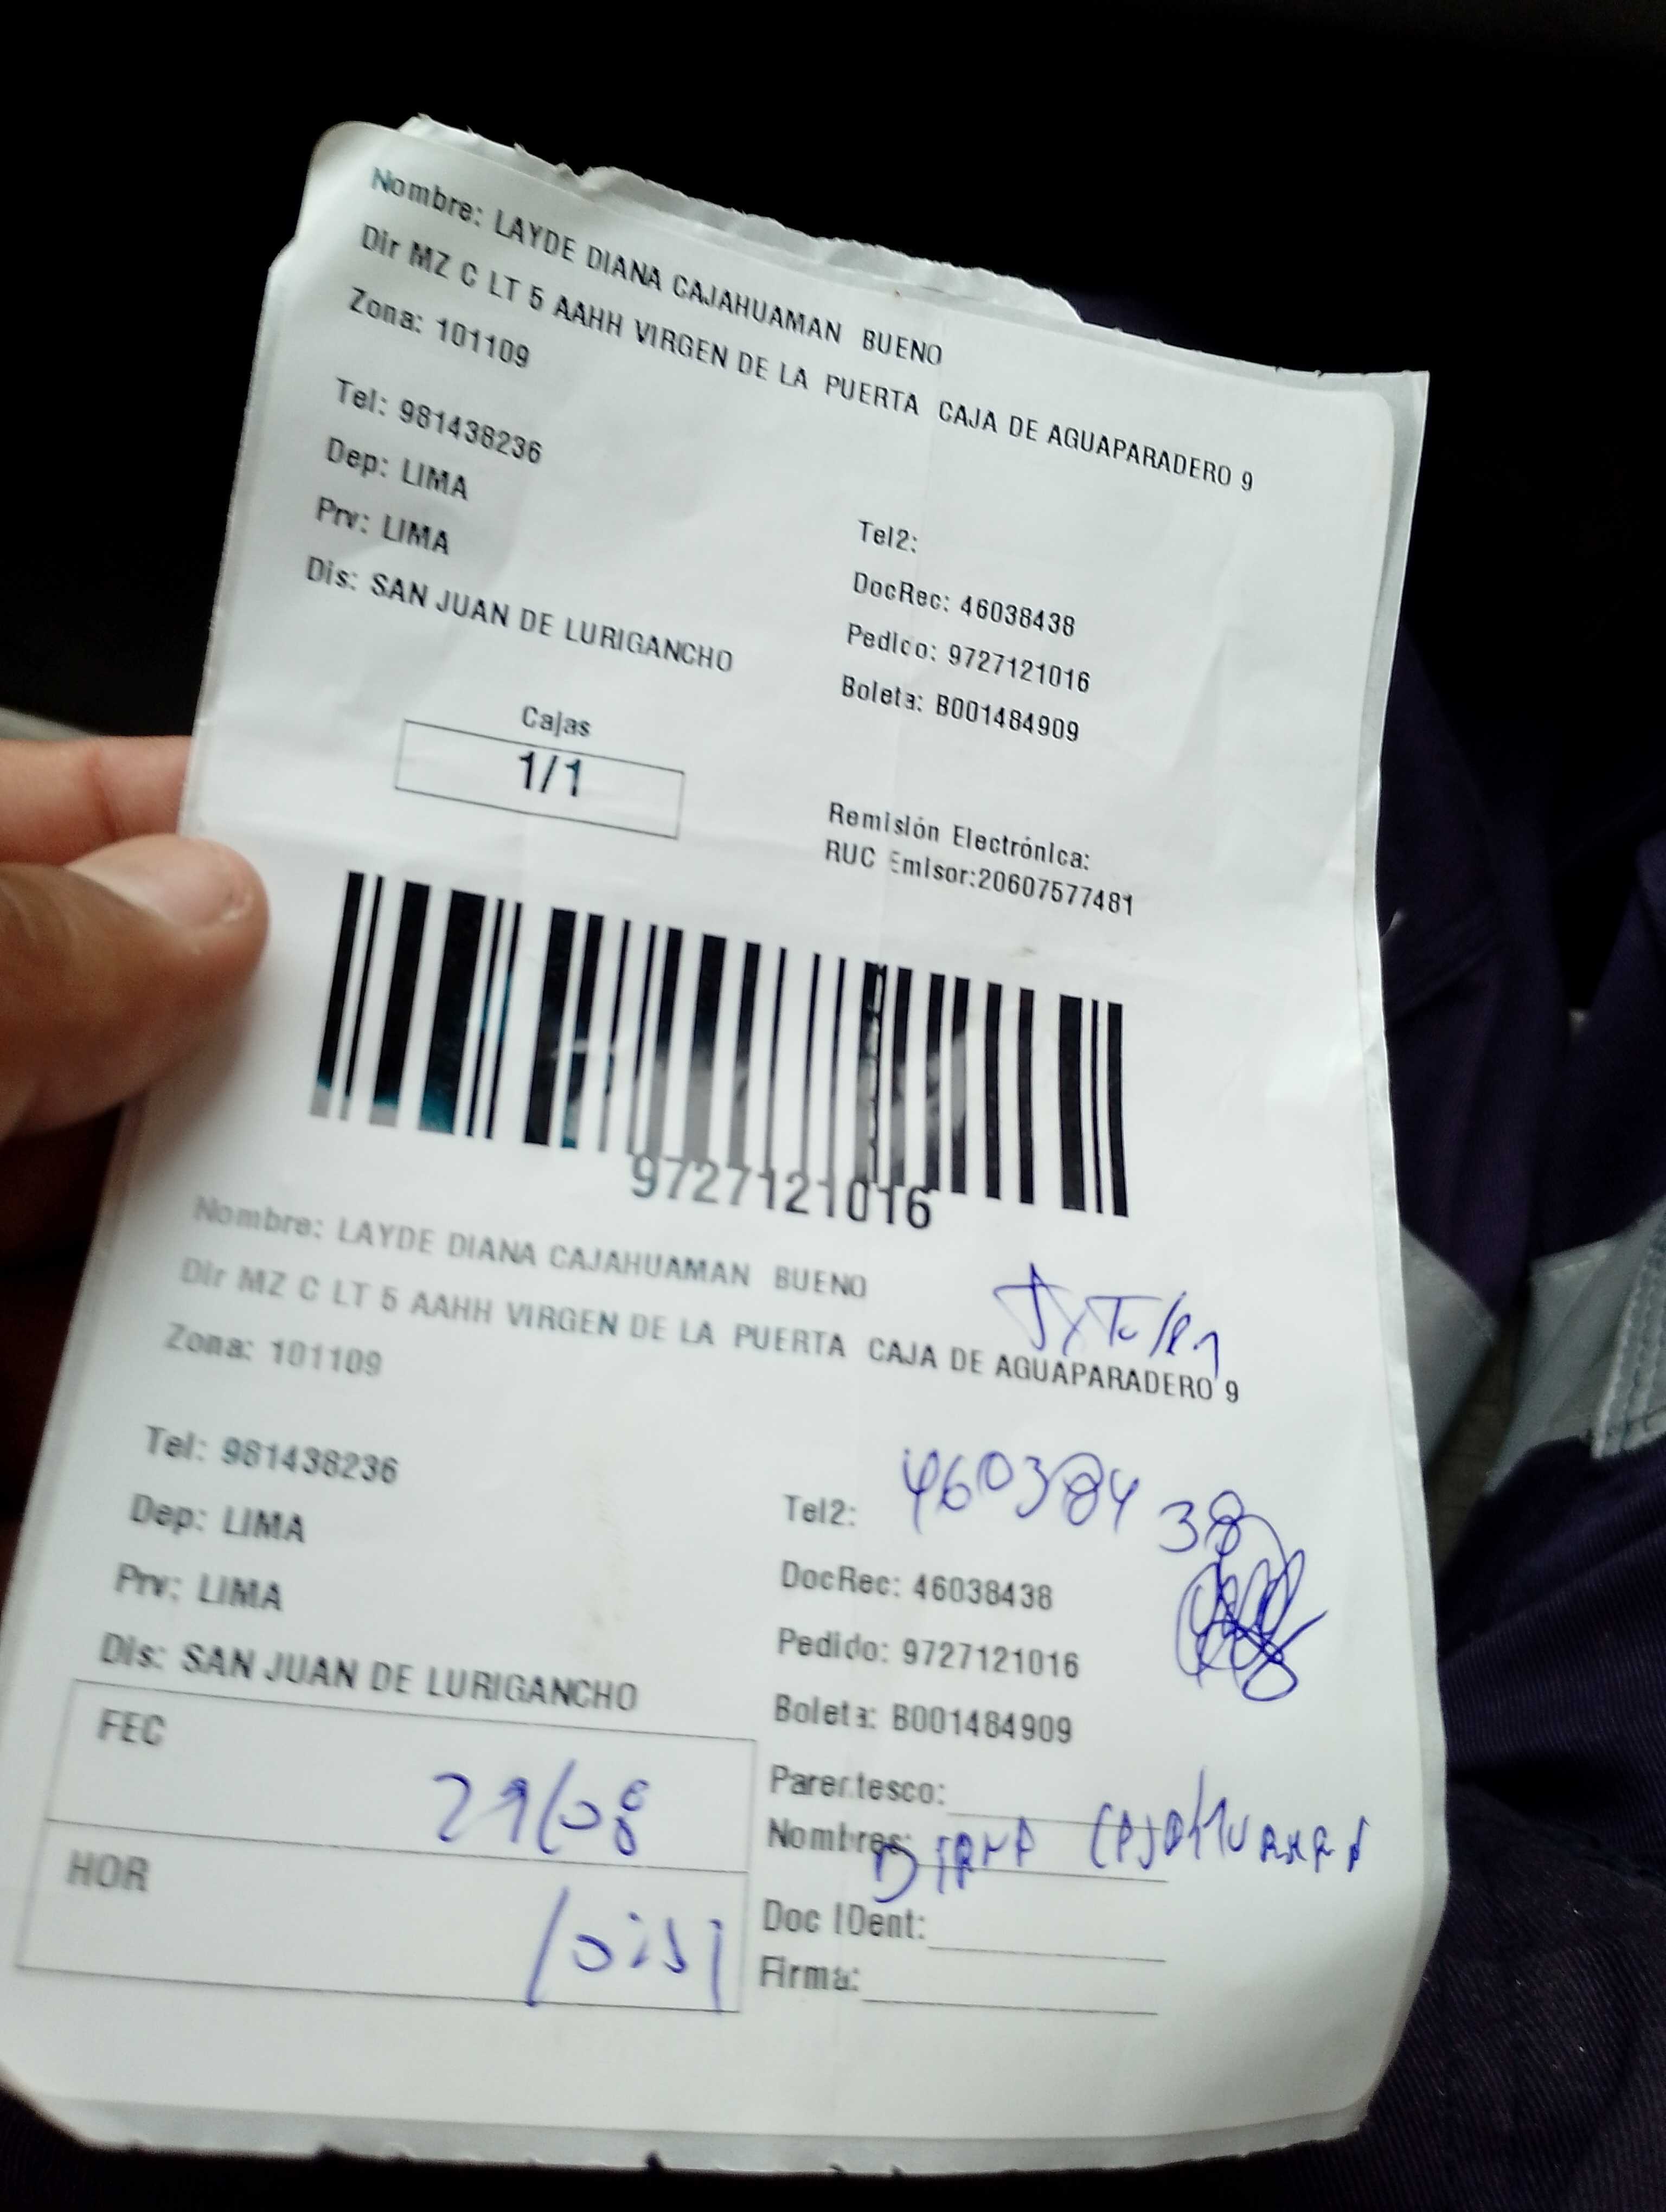 Nombre: LAYDE DIANA CAJAHUAMAN BUENO
Dir MZ C LT 5 AAHH VIRGEN DE LA PUERTA CAJA DE AGUAPARADERO 9
Zona: 101109
Tel: 981438236
Tel2:
Dep: LIMA
DocRec: 46038438
Prv: LIMA
Pedido: 9727121016
Dis: SAN JUAN DE LURIGANCHO
Boleta: B001484909
Cajas
1/1
Remisión Electrónica:
RUC Emisor:20607577481
9727121016
Nombre: LAYDE DIANA CAJAHUAMAN BUENO
Dir MZ C LT 5 AAHH VIRGEN DE LA PUERTA CAJA DE AGUAPARADERO 9
Zona: 101109
Tel: 981438236
Tel2: 46038438
Dep: LIMA
DocRec: 46038438
Prv: LIMA
Pedido: 9727121016
Dis: SAN JUAN DE LURIGANCHO
Boleta: B001484909
FEC 29/08
Parentesco:
Nombres: DIANA CAJAHUAMAN
HOR 10:51
Doc IDent:
Firma: